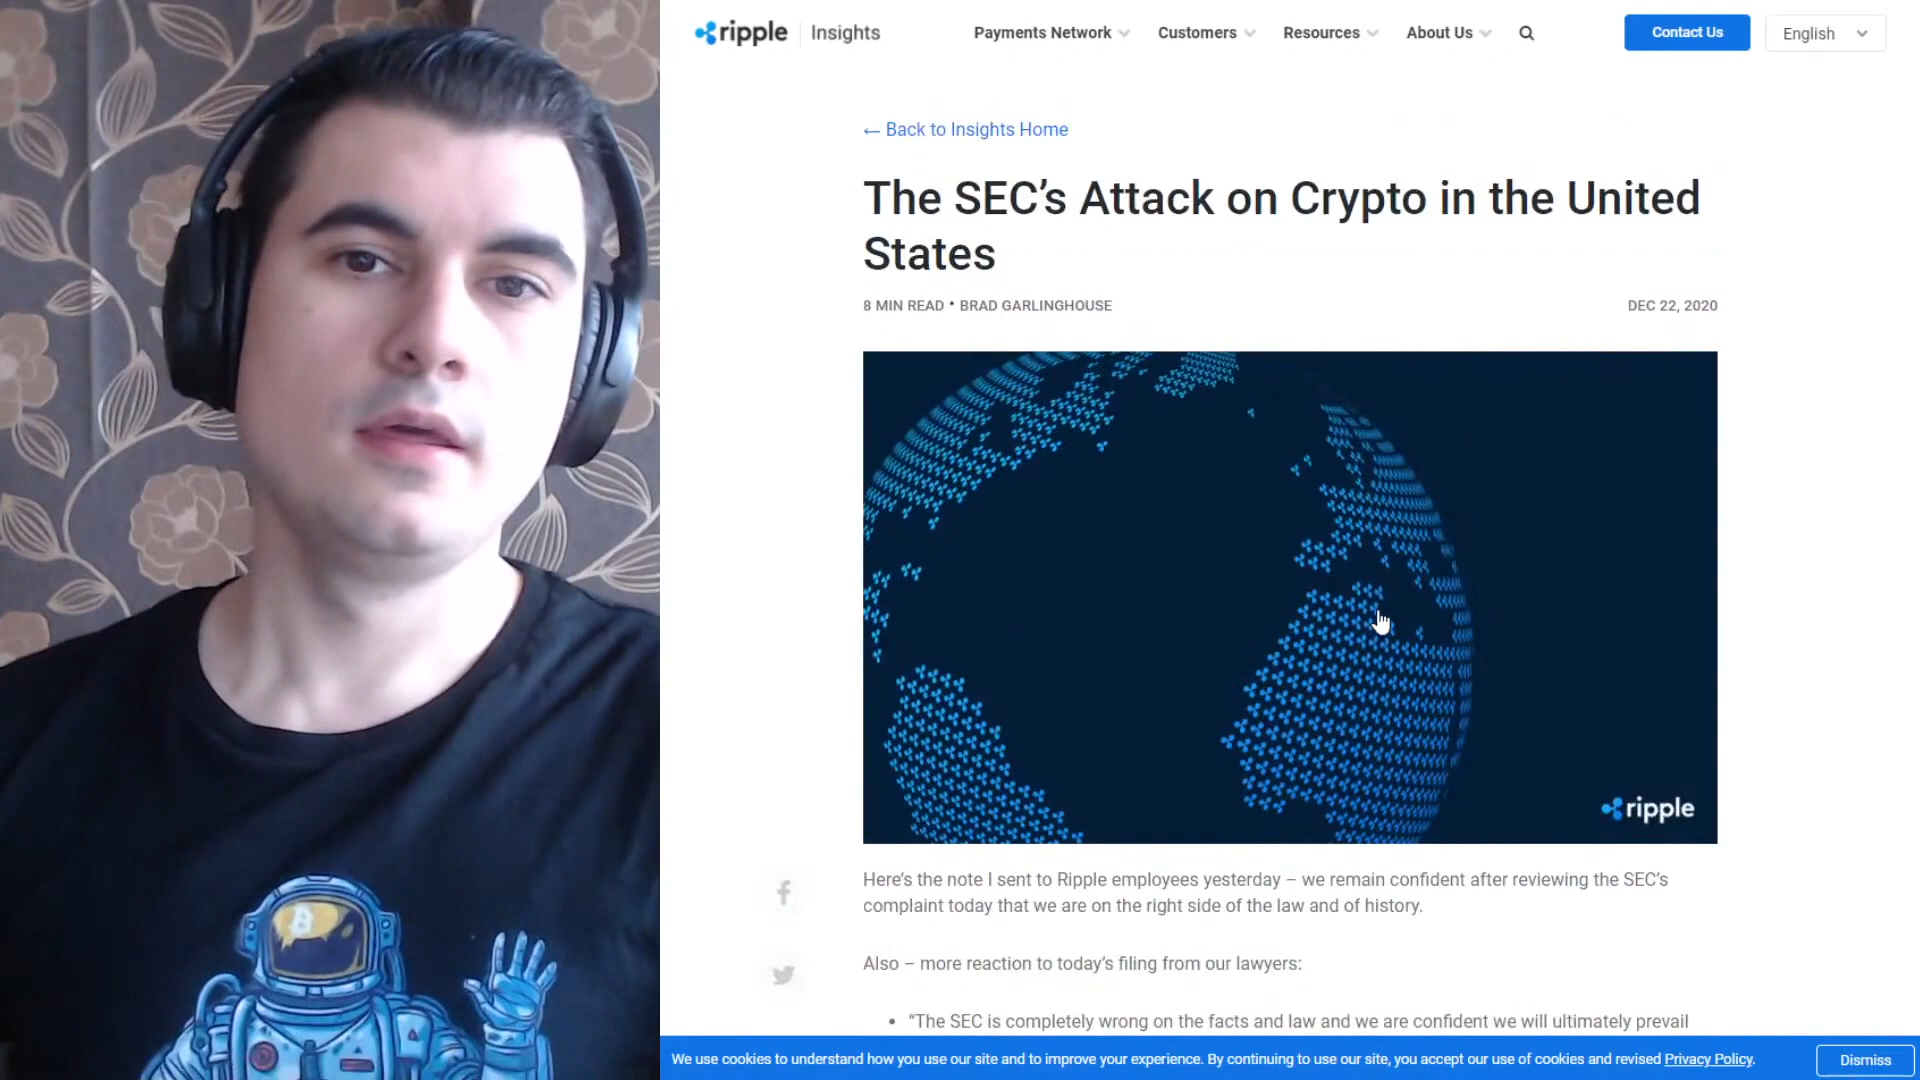 ripple Insights
Payments Network Customers Resources About Us
Contact Us
English
← Back to Insights Home
The SEC’s Attack on Crypto in the United
States
8 MIN READ • BRAD GARLINGHOUSE
DEC 22, 2020
ripple
Here’s the note I sent to Ripple employees yesterday – we remain confident after reviewing the SEC’s
complaint today that we are on the right side of the law and of history.
Also – more reaction to today’s filing from our lawyers:
• “The SEC is completely wrong on the facts and law and we are confident we will ultimately prevail
We use cookies to understand how you use our site and to improve your experience. By continuing to use our site, you accept our use of cookies and revised Privacy Policy.
Dismiss